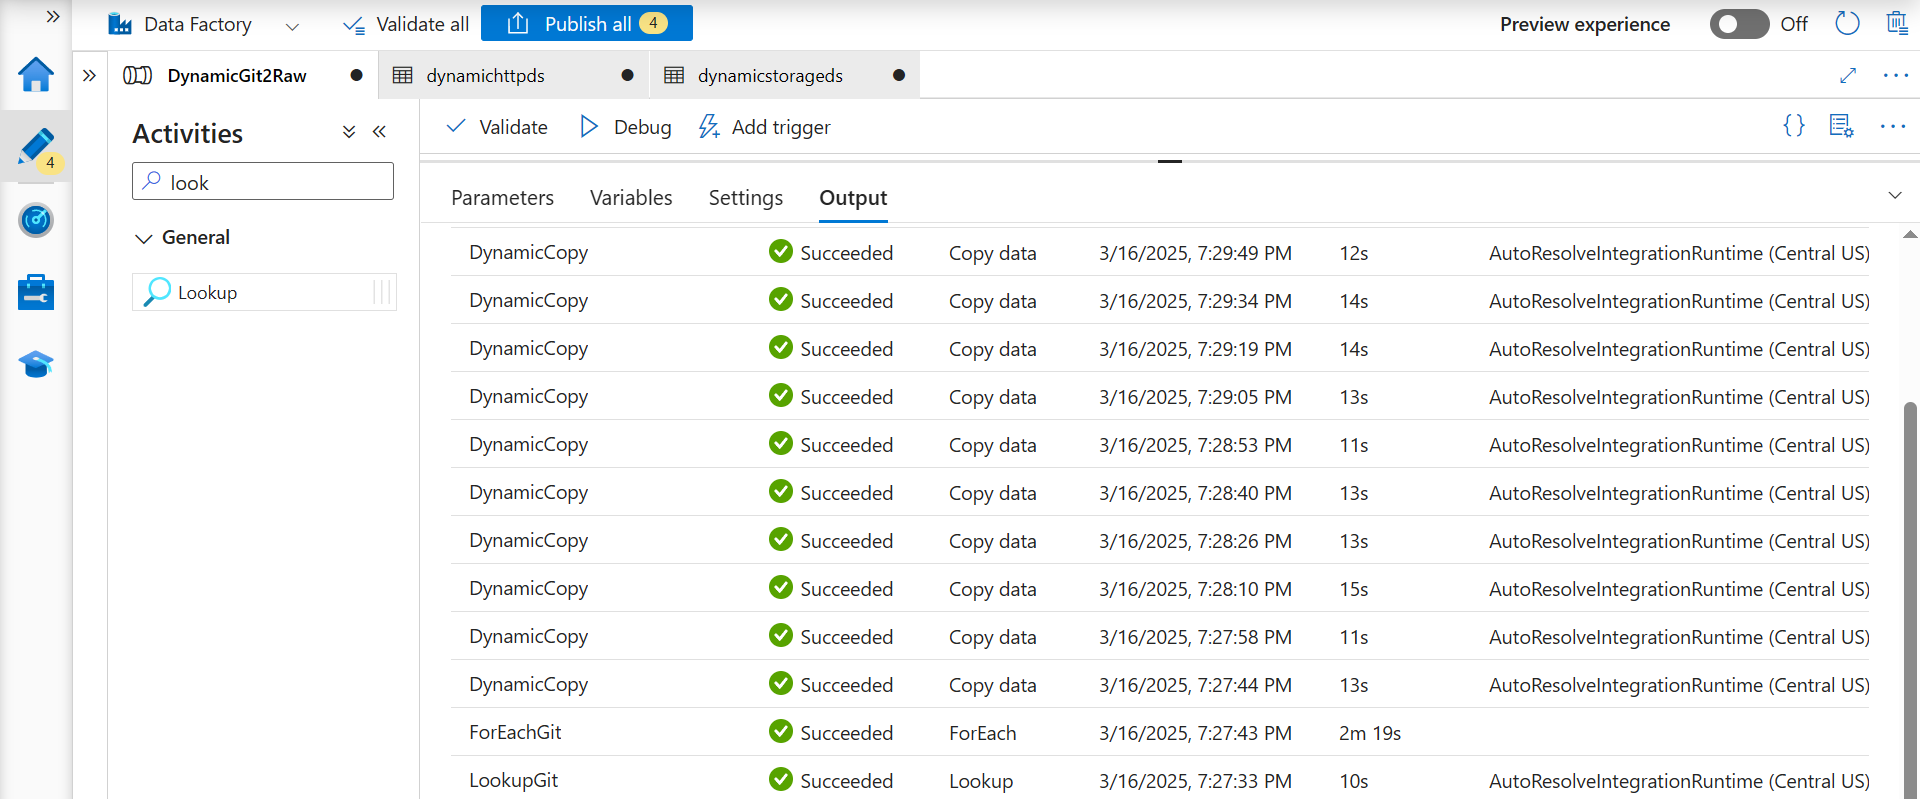 Data Factory Validate all Publish all 4 Preview experience Off
DynamicGit2Raw dynamichttpds dynamicstorageds
4
Activities
look
General
Lookup
Validate Debug Add trigger {}
Parameters Variables Settings Output
DynamicCopy Succeeded Copy data 3/16/2025, 7:29:49 PM 12s AutoResolveIntegrationRuntime (Central US)
DynamicCopy Succeeded Copy data 3/16/2025, 7:29:34 PM 14s AutoResolveIntegrationRuntime (Central US)
DynamicCopy Succeeded Copy data 3/16/2025, 7:29:19 PM 14s AutoResolveIntegrationRuntime (Central US)
DynamicCopy Succeeded Copy data 3/16/2025, 7:29:05 PM 13s AutoResolveIntegrationRuntime (Central US)
DynamicCopy Succeeded Copy data 3/16/2025, 7:28:53 PM 11s AutoResolveIntegrationRuntime (Central US)
DynamicCopy Succeeded Copy data 3/16/2025, 7:28:40 PM 13s AutoResolveIntegrationRuntime (Central US)
DynamicCopy Succeeded Copy data 3/16/2025, 7:28:26 PM 13s AutoResolveIntegrationRuntime (Central US)
DynamicCopy Succeeded Copy data 3/16/2025, 7:28:10 PM 15s AutoResolveIntegrationRuntime (Central US)
DynamicCopy Succeeded Copy data 3/16/2025, 7:27:58 PM 11s AutoResolveIntegrationRuntime (Central US)
DynamicCopy Succeeded Copy data 3/16/2025, 7:27:44 PM 13s AutoResolveIntegrationRuntime (Central US)
ForEachGit Succeeded ForEach 3/16/2025, 7:27:43 PM 2m 19s
LookupGit Succeeded Lookup 3/16/2025, 7:27:33 PM 10s AutoResolveIntegrationRuntime (Central US)